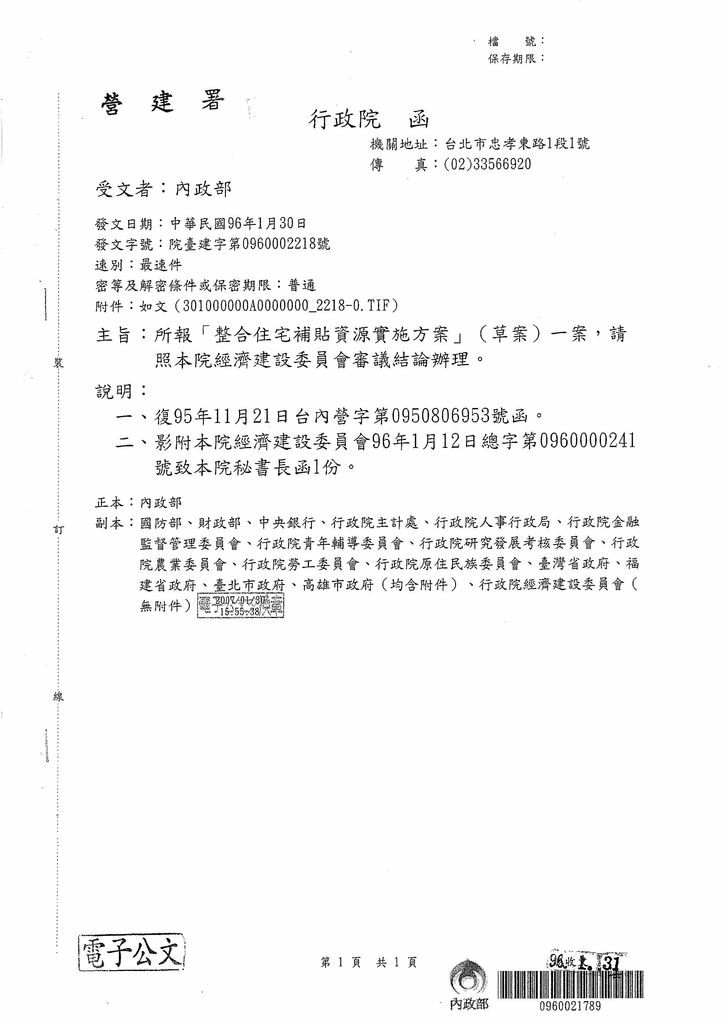 檔　　號：
保存期限：
營建署
行政院　函
機關地址：台北市忠孝東路1段1號
傳　　真：(02)33566920
受文者：內政部
發文日期：中華民國96年1月30日
發文字號：院臺建字第0960002218號
速別：最速件
密等及解密條件或保密期限：普通
附件：如文（301000000A0000000_2218-0.TIF）
主旨：所報「整合住宅補貼資源實施方案」（草案）一案，請
照本院經濟建設委員會審議結論辦理。
說明：
一、復95年11月21日台內營字第0950806953號函。
二、影附本院經濟建設委員會96年1月12日總字第0960000241
號致本院秘書長函1份。
正本：內政部
副本：國防部、財政部、中央銀行、行政院主計處、行政院人事行政局、行政院金融
監督管理委員會、行政院青年輔導委員會、行政院研究發展考核委員會、行政
院農業委員會、行政院勞工委員會、行政院原住民族委員會、臺灣省政府、福
建省政府、臺北市政府、高雄市政府（均含附件）、行政院經濟建設委員會（
無附件）
2007/01/30
15:55:38
裝
訂
線
電子公文
第1頁　共1頁
內政部
96. 1. 31
0960021789